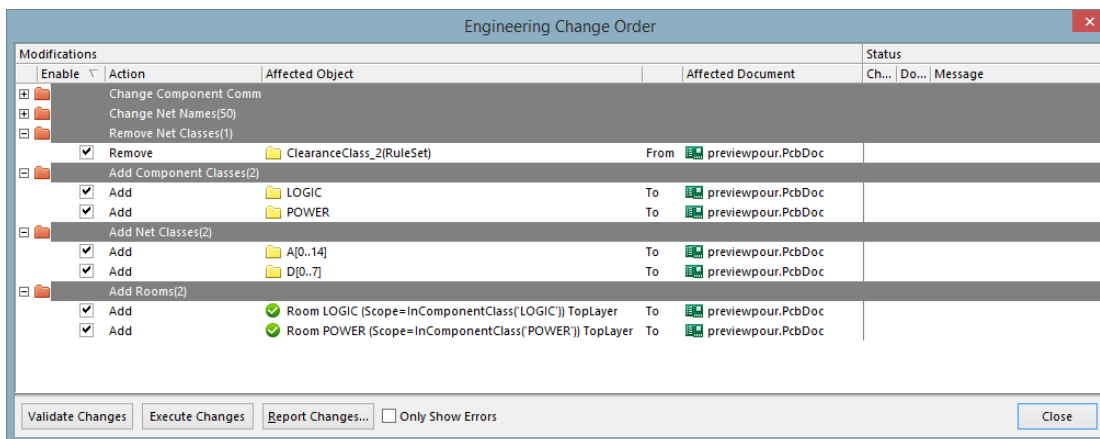 Engineering Change Order
Modifications Status
Enable Action Affected Object Affected Document Ch... Do... Message
Change Component Comm
Change Net Names(50)
Remove Net Classes(1)
Remove ClearanceClass_2(RuleSet) From previewpour.PcbDoc
Add Component Classes(2)
Add LOGIC To previewpour.PcbDoc
Add POWER To previewpour.PcbDoc
Add Net Classes(2)
Add A[0..14] To previewpour.PcbDoc
Add D[0..7] To previewpour.PcbDoc
Add Rooms(2)
Add Room LOGIC (Scope=InComponentClass('LOGIC')) TopLayer To previewpour.PcbDoc
Add Room POWER (Scope=InComponentClass('POWER')) TopLayer To previewpour.PcbDoc
Validate Changes Execute Changes Report Changes... Only Show Errors Close